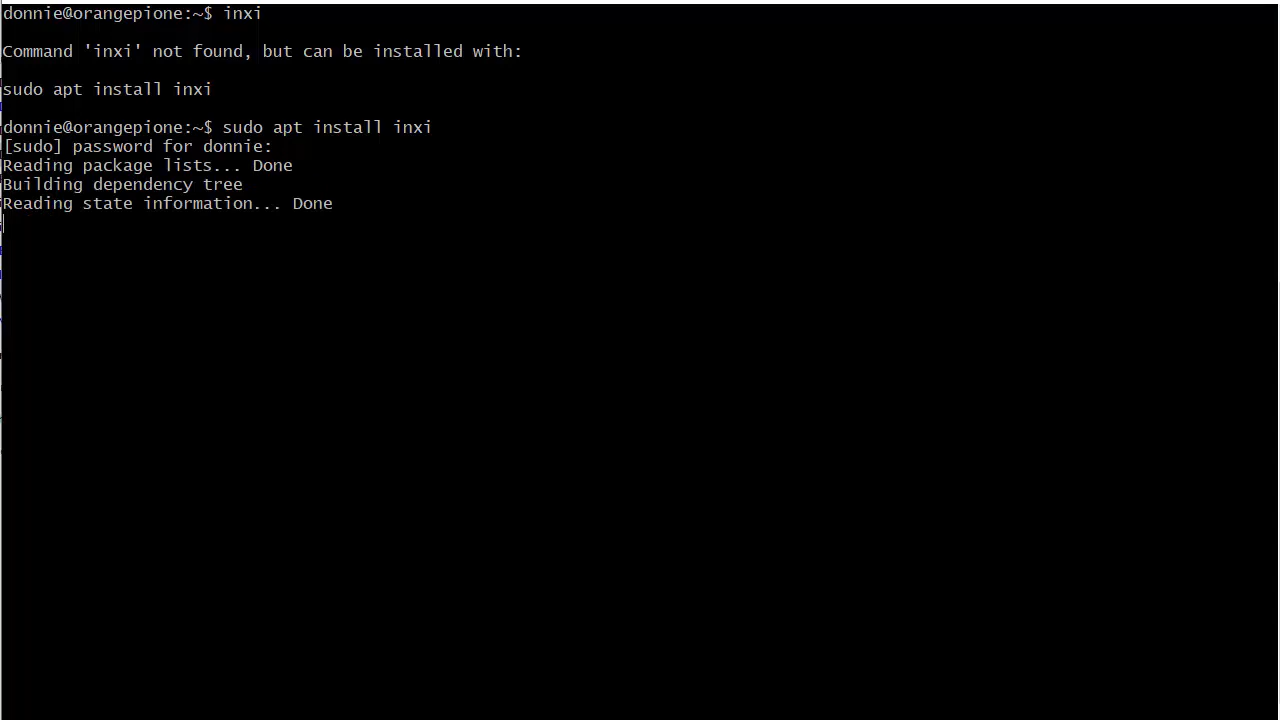 donnie@orangepione:~$ inxi
Command 'inxi' not found, but can be installed with:
sudo apt install inxi
donnie@orangepione:~$ sudo apt install inxi
[sudo] password for donnie:
Reading package lists... Done
Building dependency tree
Reading state information... Done